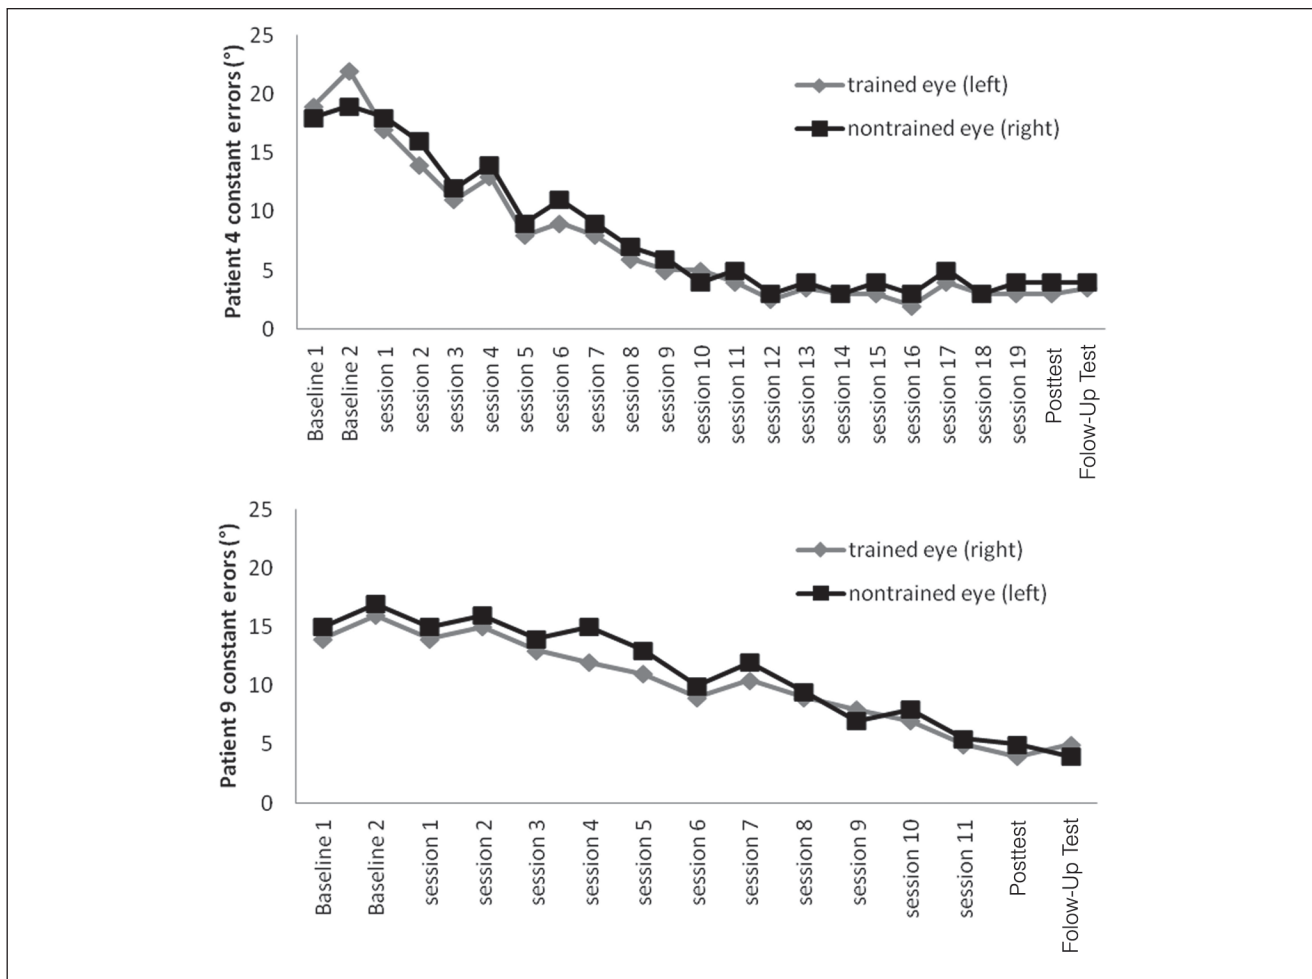 Patient 4 constant errors (°)
25
20
15
10
5
0
trained eye (left)
nontrained eye (right)
Baseline 1
Baseline 2
session 1
session 2
session 3
session 4
session 5
session 6
session 7
session 8
session 9
session 10
session 11
session 12
session 13
session 14
session 15
session 16
session 17
session 18
session 19
Posttest
Folow-Up Test
Patient 9 constant erors (°)
25
20
15
10
5
0
trained eye (right)
nontrained eye (left)
Baseline 1
Baseline 2
session 1
session 2
session 3
session 4
session 5
session 6
session 7
session 8
session 9
session 10
session 11
Posttest
Folow-Up Test